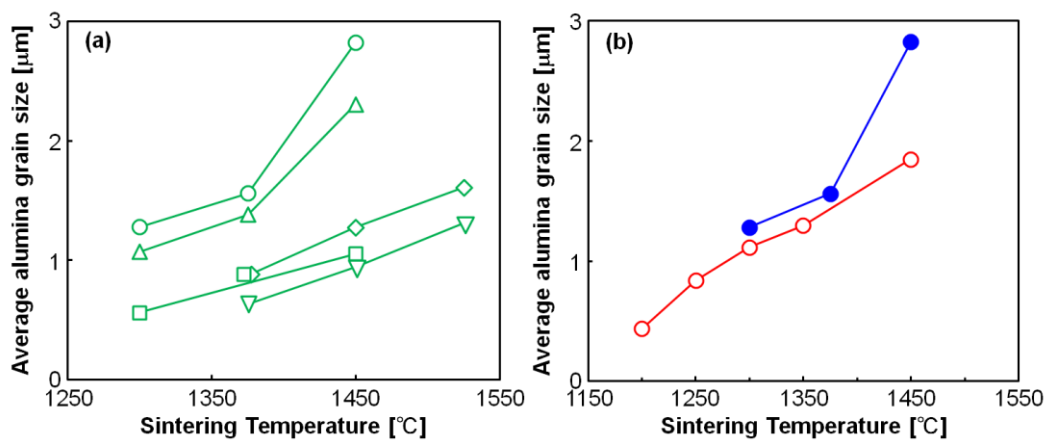 (a)
Average alumina grain size [μm]
3
2
1
0
1250 1350 1450 1550
Sintering Temperature [℃]
(b)
Average alumina grain size [μm]
3
2
1
0
1150 1250 1350 1450 1550
Sintering Temperature [℃]